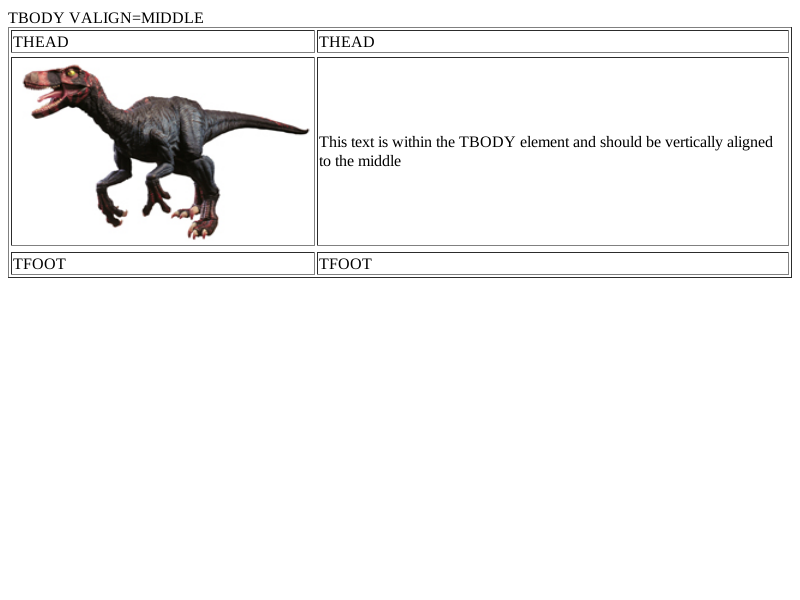 TBODY VALIGN=MIDDLE
THEAD
THEAD
This text is within the TBODY element and should be vertically aligned
to the middle
TFOOT
TFOOT